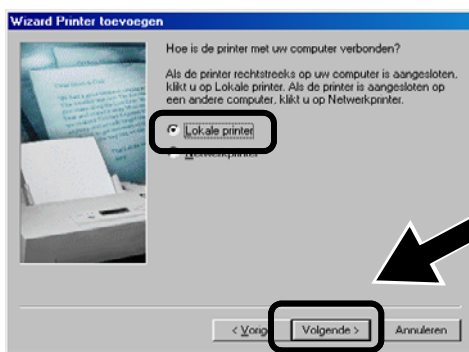 Wizard Printer toevoegen
Hoe is de printer met uw computer verbonden?
Als de printer rechtstreeks op uw computer is aangesloten,
klikt u op Lokale printer. Als de printer is aangesloten op
een andere computer, klikt u op Netwerkprinter.
Lokale printer
Netwerkprinter
< Vorig
Volgende >
Annuleren